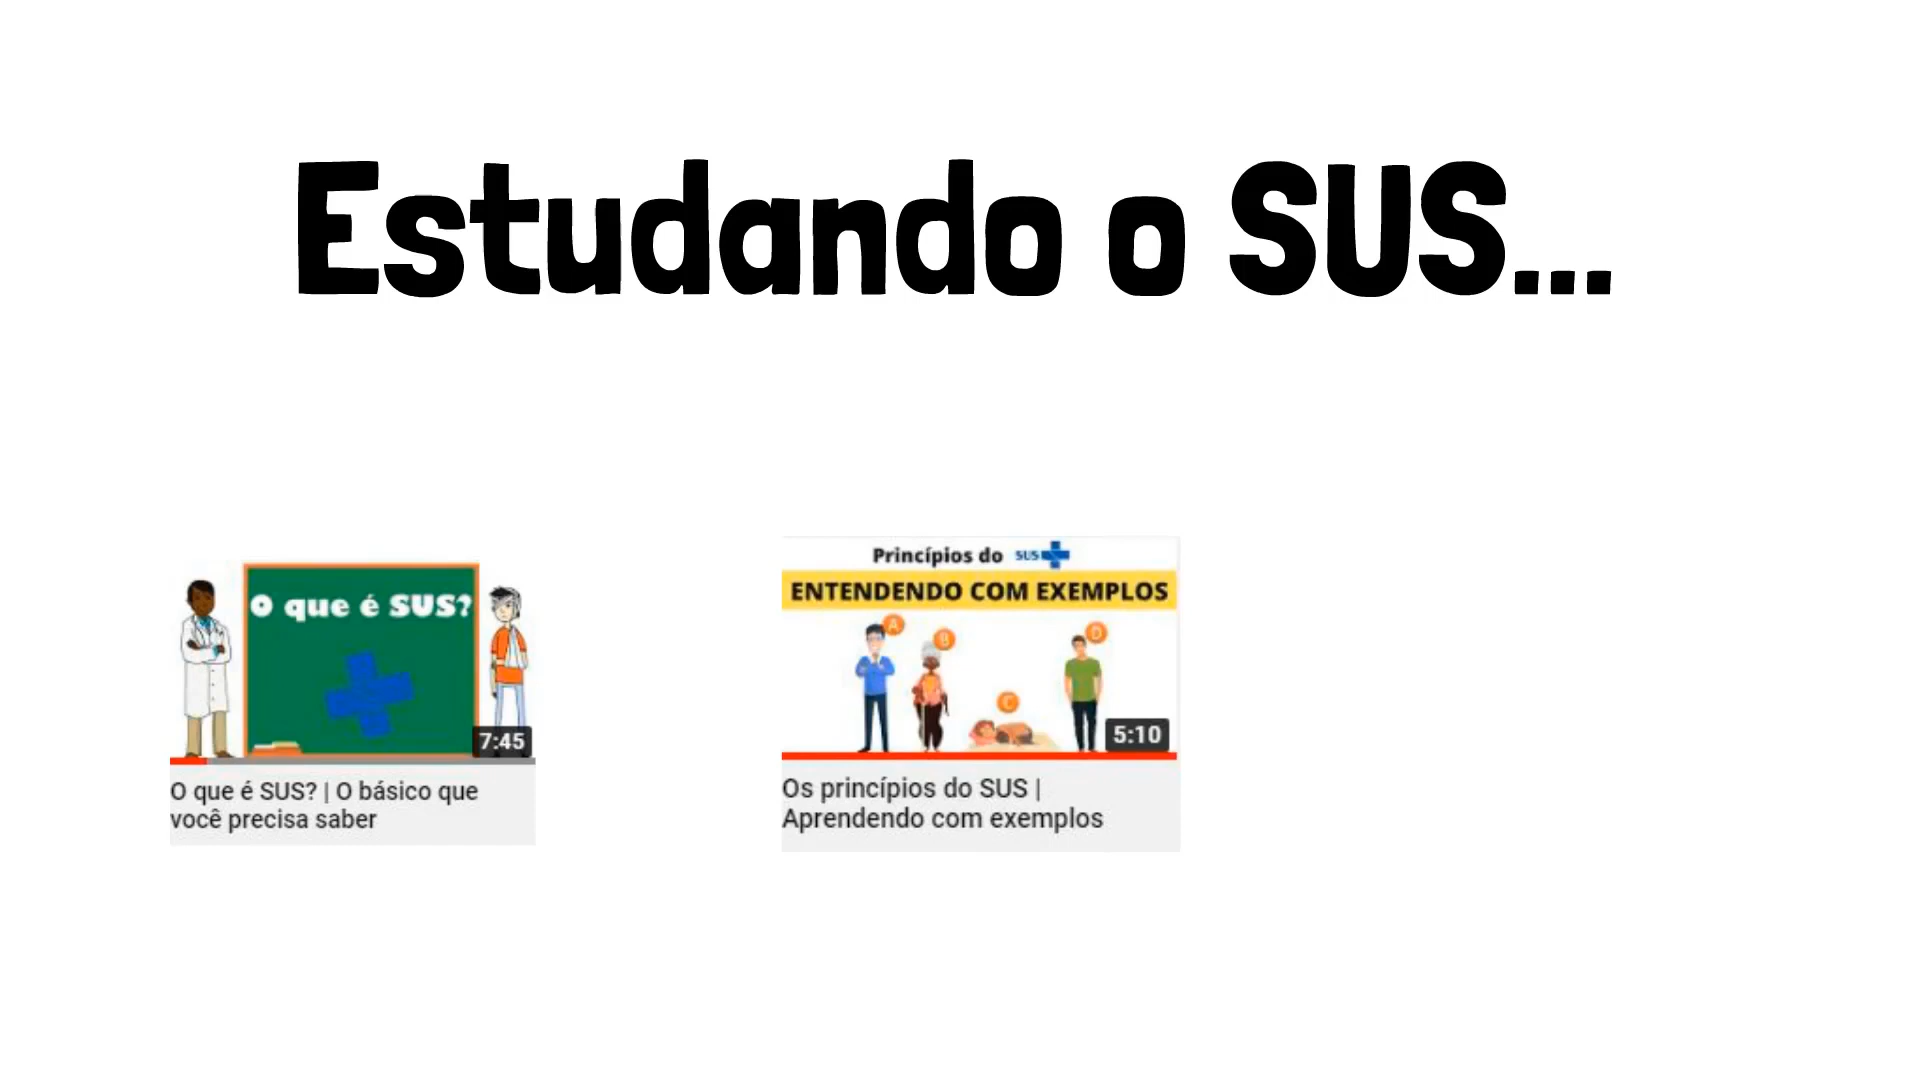 Estudando o SUS...
O que é SUS?
7:45
O que é SUS? | O básico que
você precisa saber
Princípios do SUS
ENTENDENDO COM EXEMPLOS
A
B
C
D
5:10
Os princípios do SUS |
Aprendendo com exemplos